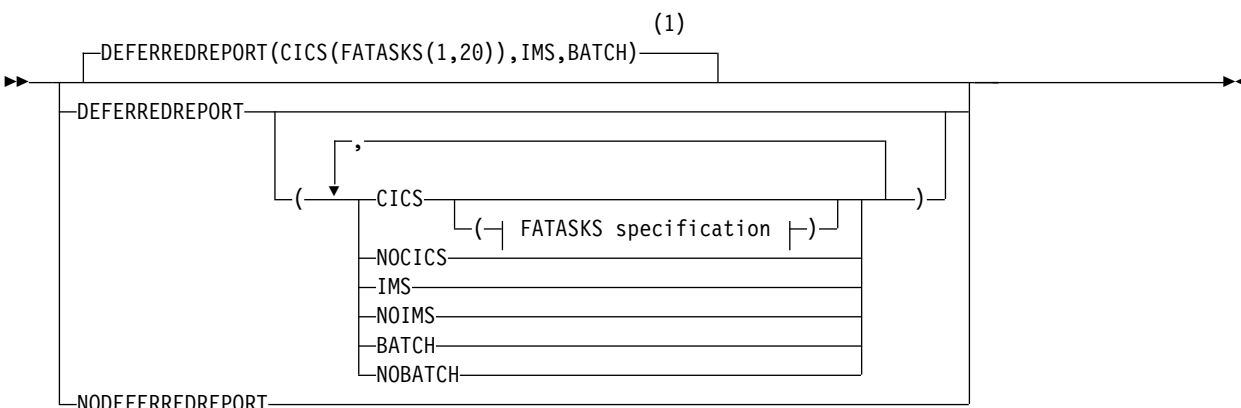 (1)
DEFERREDREPORT(CICS(FATASKS(1,20)),IMS,BATCH)
DEFERREDREPORT
,
( CICS )
( FATASKS specification )
NOCICS
IMS
NOIMS
BATCH
NOBATCH
NODEFERREDREPORT